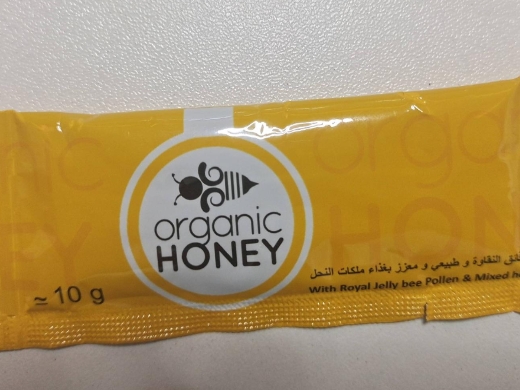 organic
HONEY
≃ 10 g
النقاوة و طبيعي و معزز بغذاء ملكات النحل
With Royal Jelly bee Pollen & Mixed